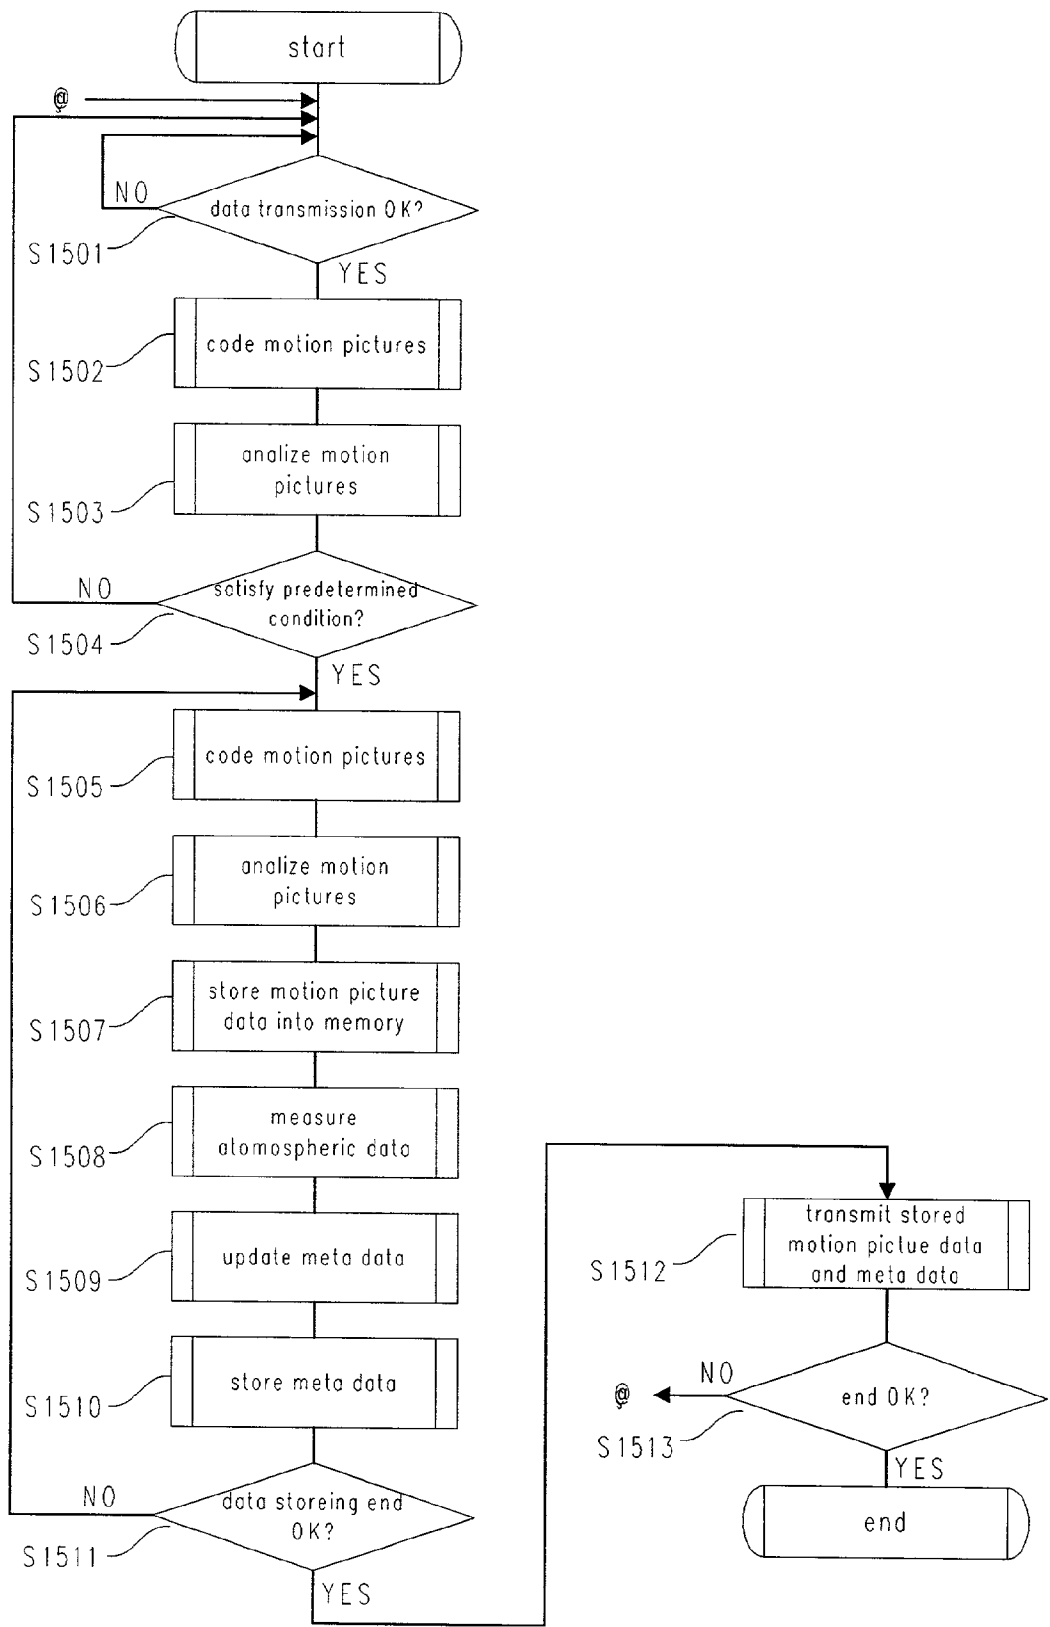 start
@
NO
data transmission OK?
S1501
YES
code motion pictures
S1502
analize motion
pictures
S1503
satisfy predetermined
condition?
NO
S1504
YES
code motion pictures
S1505
analize motion
pictures
S1506
store motion picture
data into memory
S1507
measure
atomospheric data
S1508
update meta data
S1509
store meta data
S1510
NO
data storeing end
OK?
S1511
YES
transmit stored
motion pictue data
and meta data
S1512
NO
@
end OK?
S1513
YES
end